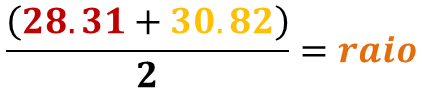 (28.31 + 30.82)
2
= raio